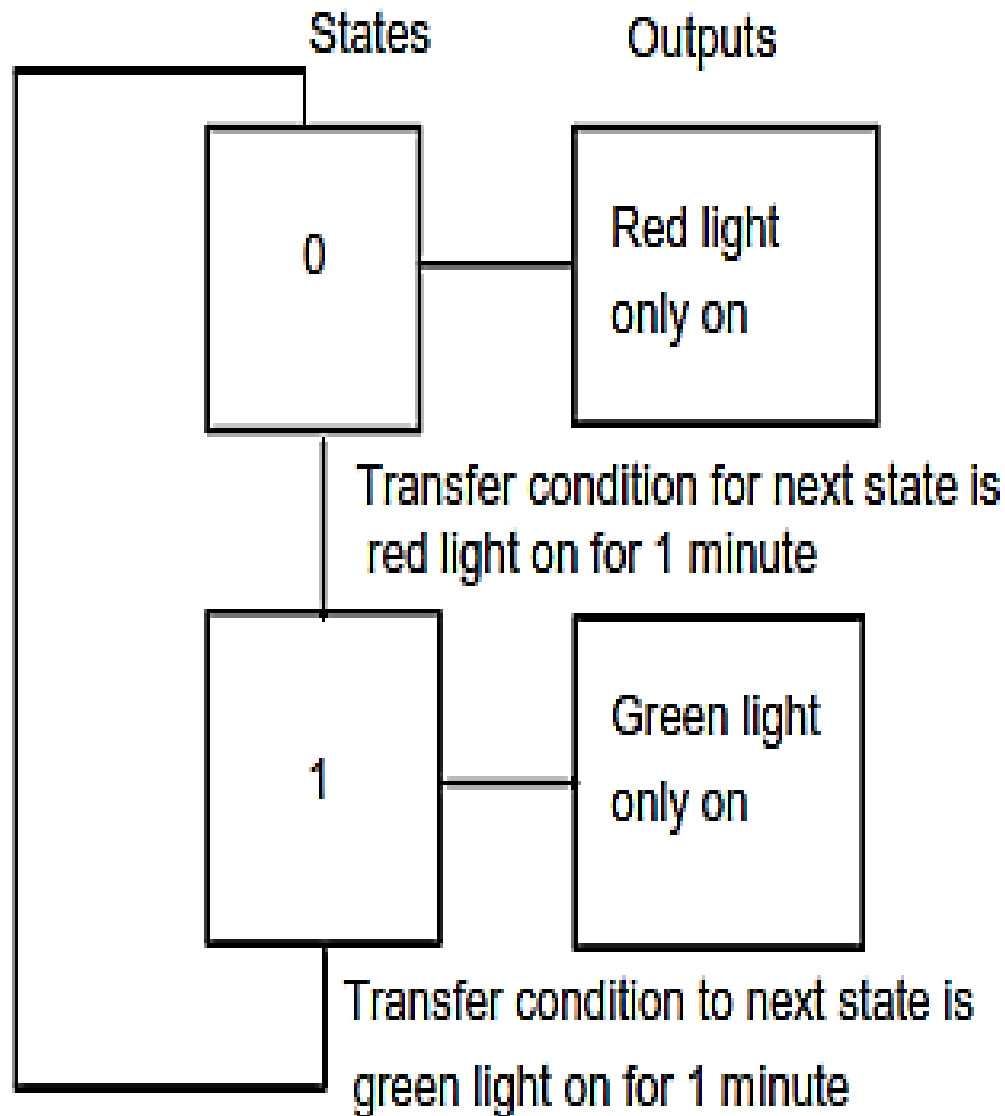 States
Outputs
0
Red light
only on
Transfer condition for next state is
red light on for 1 minute
1
Green light
only on
Transfer condition to next state is
green light on for 1 minute